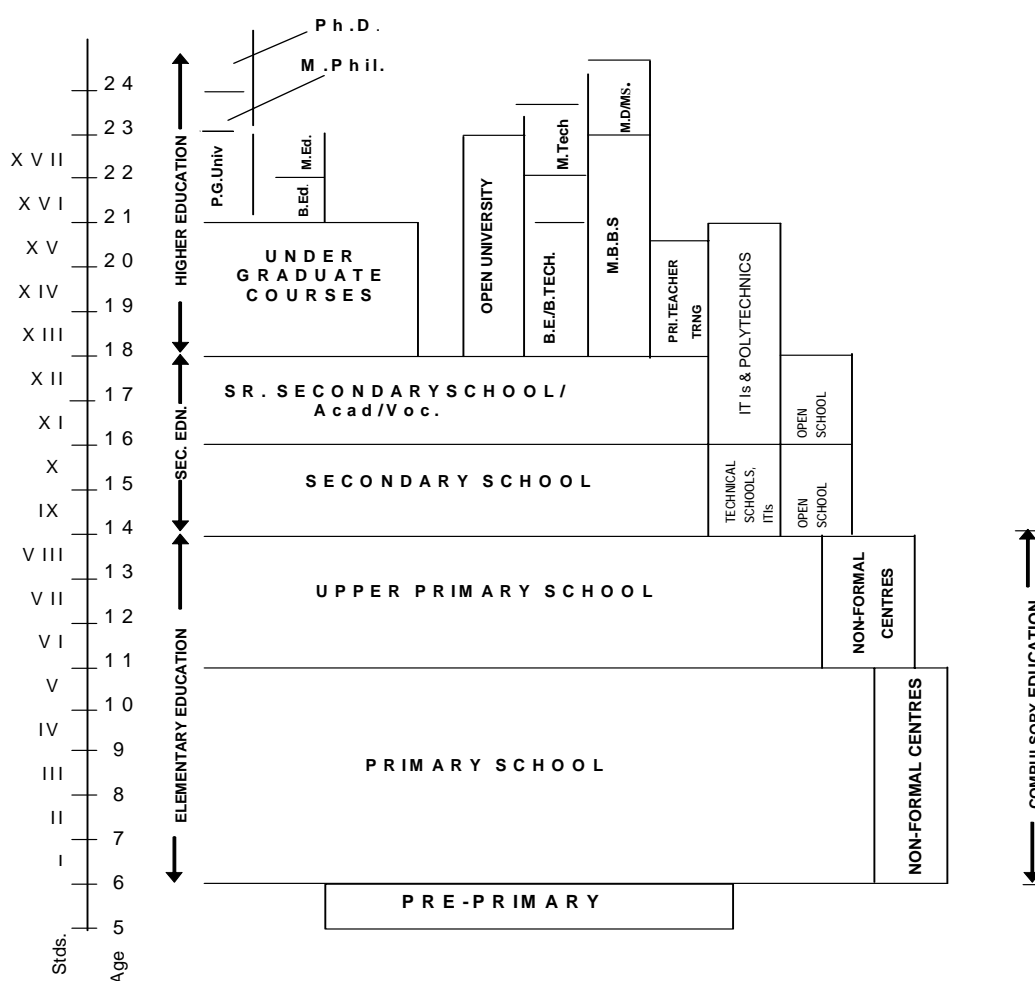 Ph.D.
M.Phil.
24
23
22
21
20
19
18
17
16
15
14
13
12
11
10
9
8
7
6
5
Age
XVII
XVI
XV
XIV
XIII
XII
XI
X
IX
VIII
VII
VI
V
IV
III
II
I
Stds.
HIGHER EDUCATION
SEC. EDN.
ELEMENTARY EDUCATION
P.G.Univ
M.Ed.
B.Ed.
UNDER
GRADUATE
COURSES
OPEN UNIVERSITY
M.Tech
B.E./B.TECH.
M.D/MS.
M.B.B.S
PRI.TEACHER
TRNG
IT Is & POLYTECHNICS
SR. SECONDARY SCHOOL/
Acad/Voc.
OPEN
SCHOOL
SECONDARY SCHOOL
TECHNICAL
SCHOOLS,
ITIs
OPEN
SCHOOL
UPPER PRIMARY SCHOOL
NON-FORMAL
CENTRES
PRIMARY SCHOOL
NON-FORMAL CENTRES
PRE-PRIMARY
COMPULSORY EDUCATION